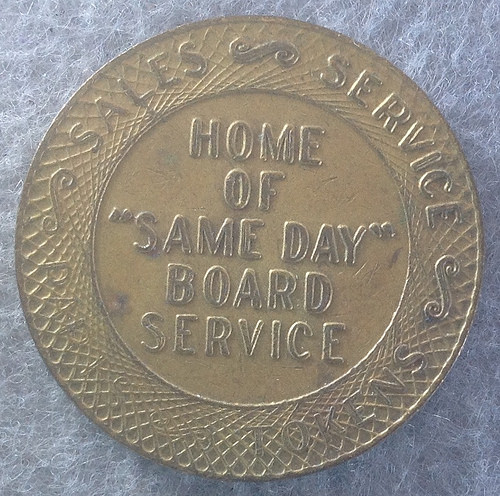 SALES SERVICE
HOME
OF
"SAME DAY"
BOARD
SERVICE
TOKENS